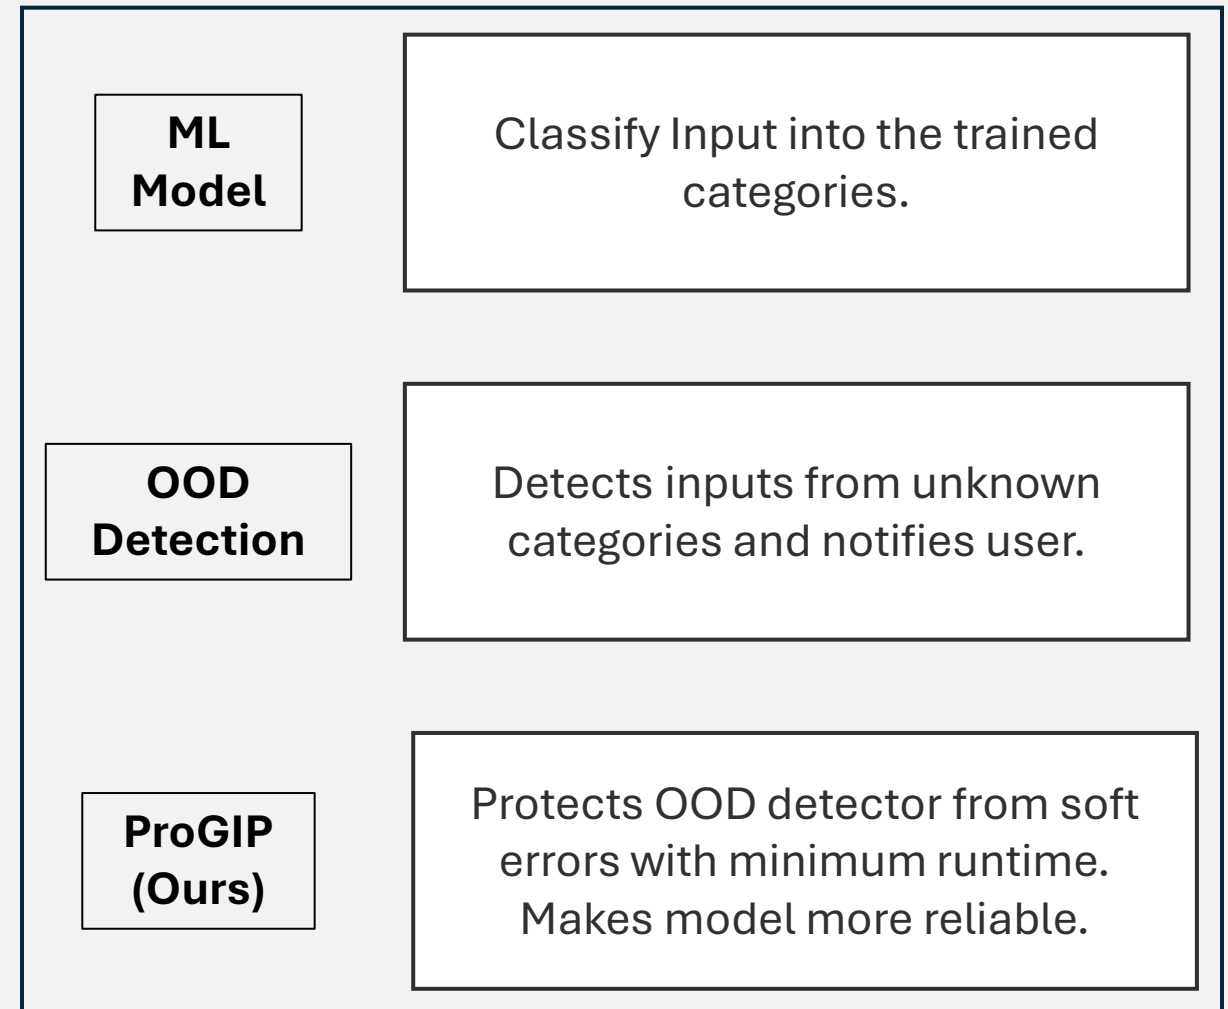 ML
Model
Classify Input into the trained
categories.
OOD
Detection
Detects inputs from unknown
categories and notifies user.
ProGIP
(Ours)
Protects OOD detector from soft
errors with minimum runtime.
Makes model more reliable.